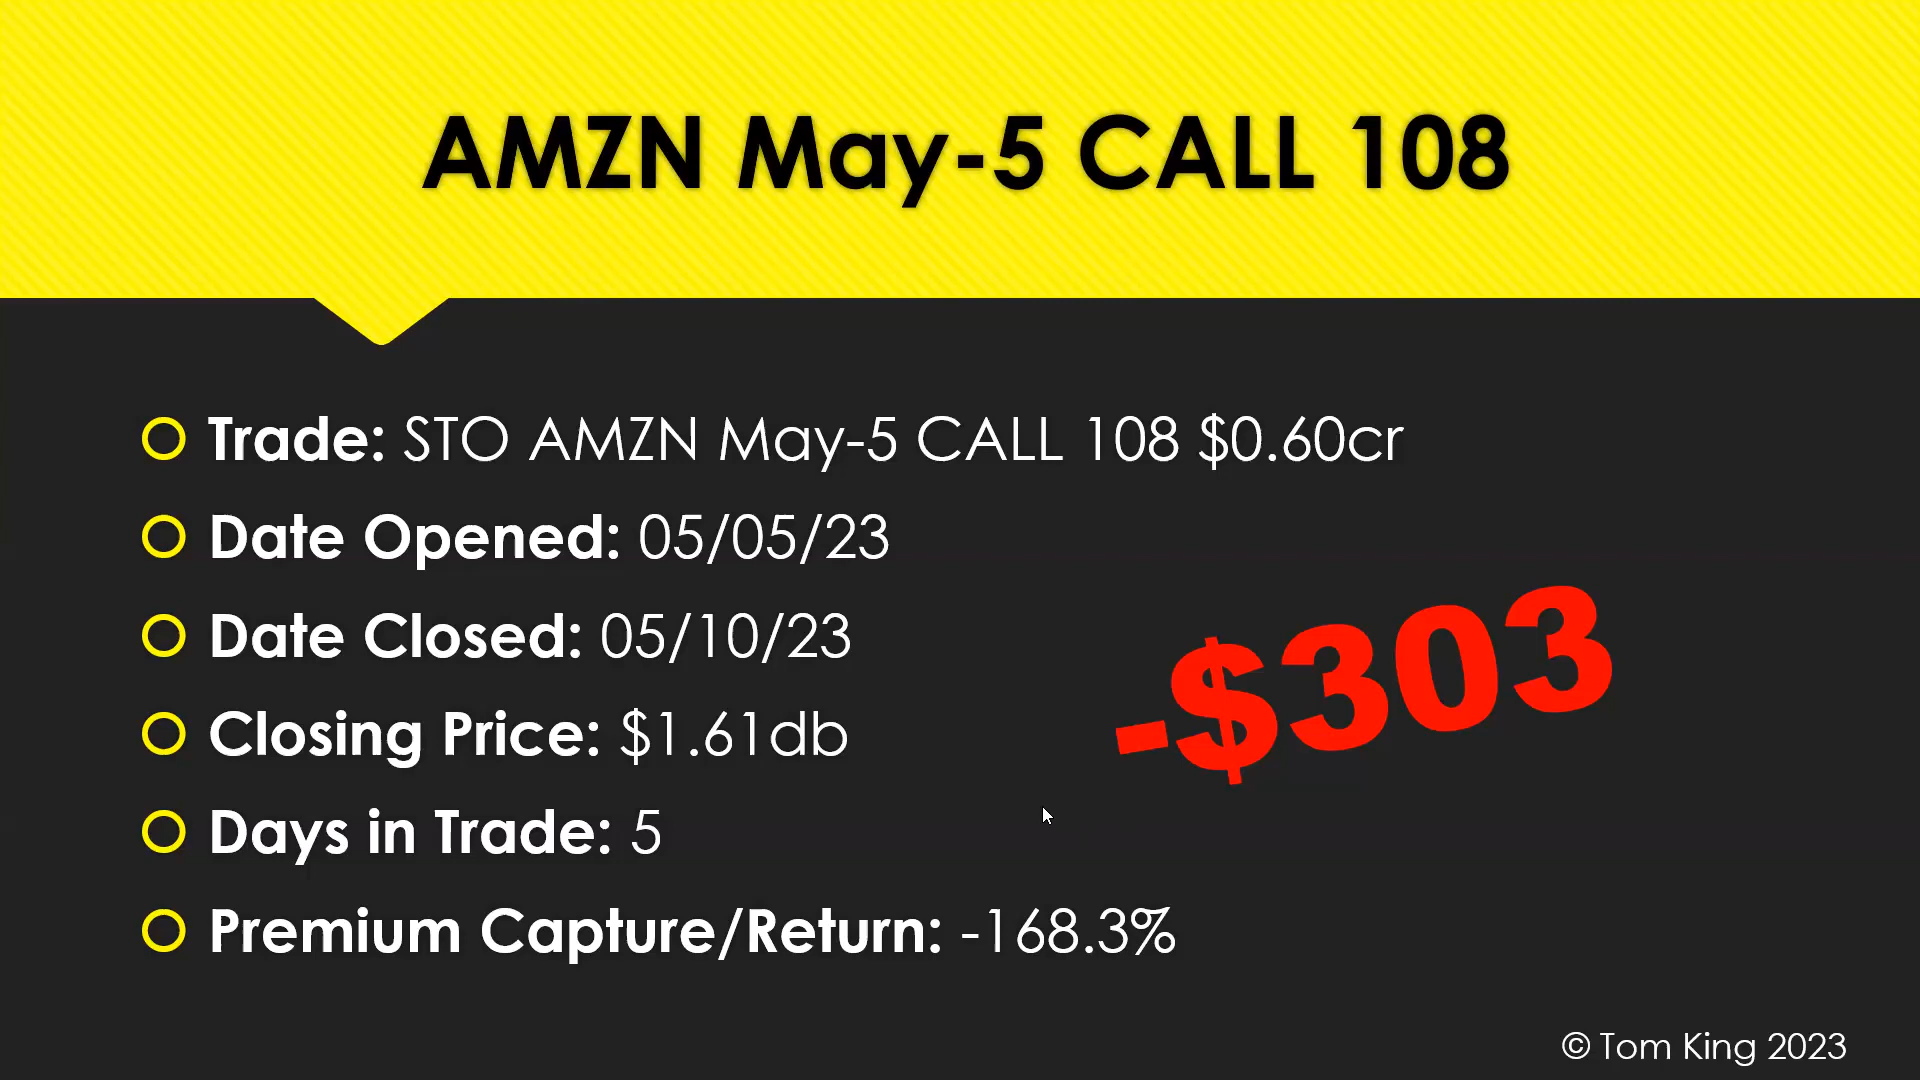 AMZN May-5 CALL 108
Trade: STO AMZN May-5 CALL 108 $0.60cr
Date Opened: 05/05/23
Date Closed: 05/10/23
-$303
Closing Price: $1.61db
Days in Trade: 5
Premium Capture/Return: -168.3%
© Tom King 2023